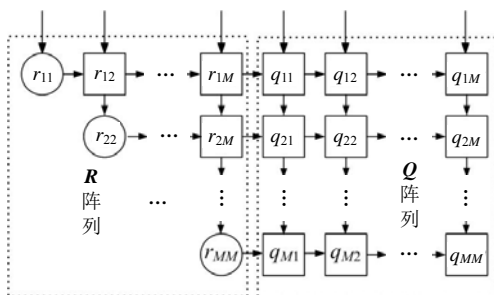 r11 r12 ... r1M q11 q12 ... q1M
r22 ... r2M q21 q22 ... q2M
R
阵
列
...
⋮ ⋮ ⋮ ⋮
Q
阵
列
rMM qM1 qM2 ... qMM